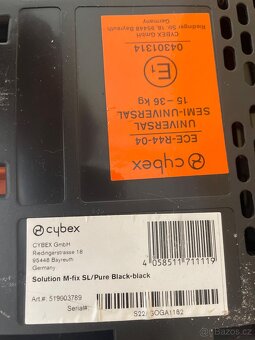 cybex
ECE-R44-04
UNIVERSAL
SEMI-UNIVERSAL
15 – 36 kg
E1
04301314
CYBEX GmbH
Riedinger Str. 18, 95448 Bayreuth
Germany
cybex
CYBEX GmbH
Riedingerstrasse 18
95448 Bayreuth
Germany
4 058511 711119
Solution M-fix SL/Pure Black-black
Art.#: 519003789
Serial#: